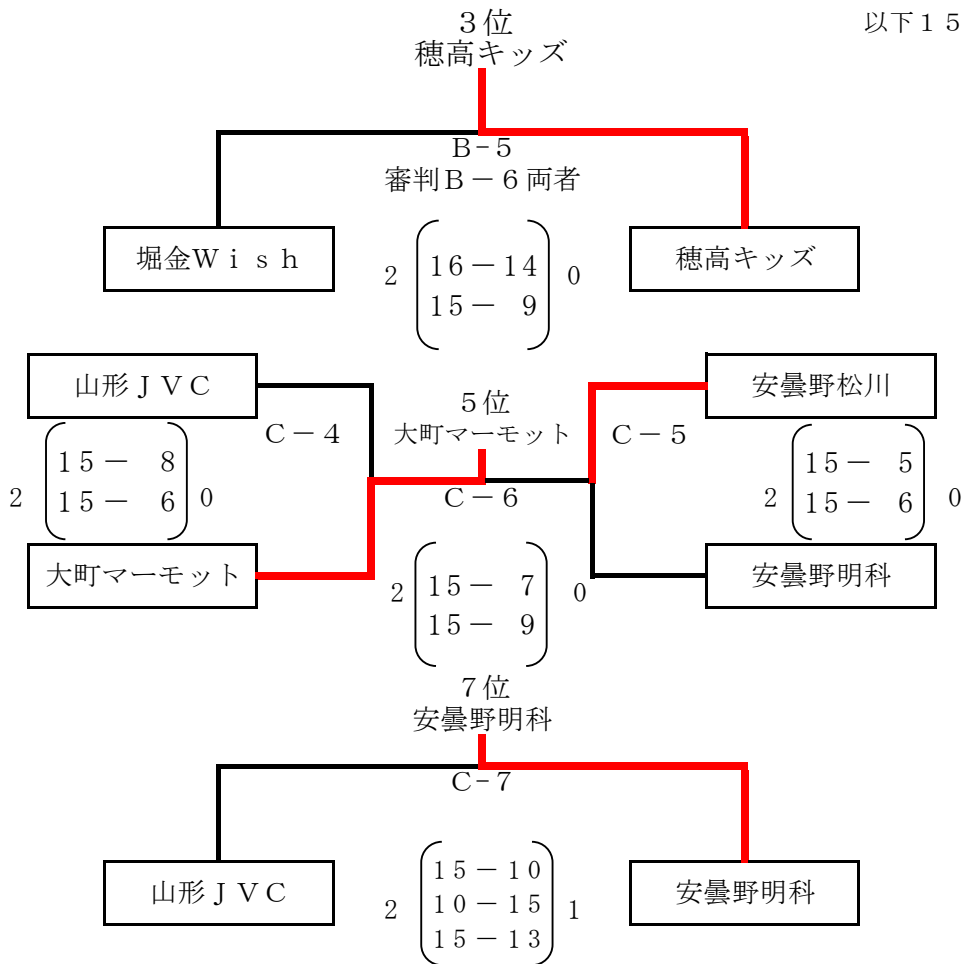 以下１５
３位
穂高キッズ
Ｂ-５
審判Ｂ－６両者
堀金Ｗｉｓｈ
2 16－14 0
15－ 9
穂高キッズ
山形ＪＶＣ
安曇野松川
５位
大町マーモット
Ｃ－４
Ｃ－５
15－ 8
2 15－ 6 0
15－ 5
2 15－ 6 0
Ｃ－６
大町マーモット
安曇野明科
2 15－ 7 0
15－ 9
７位
安曇野明科
Ｃ-７
山形ＪＶＣ
15－10
2 10－15 1
15－13
安曇野明科